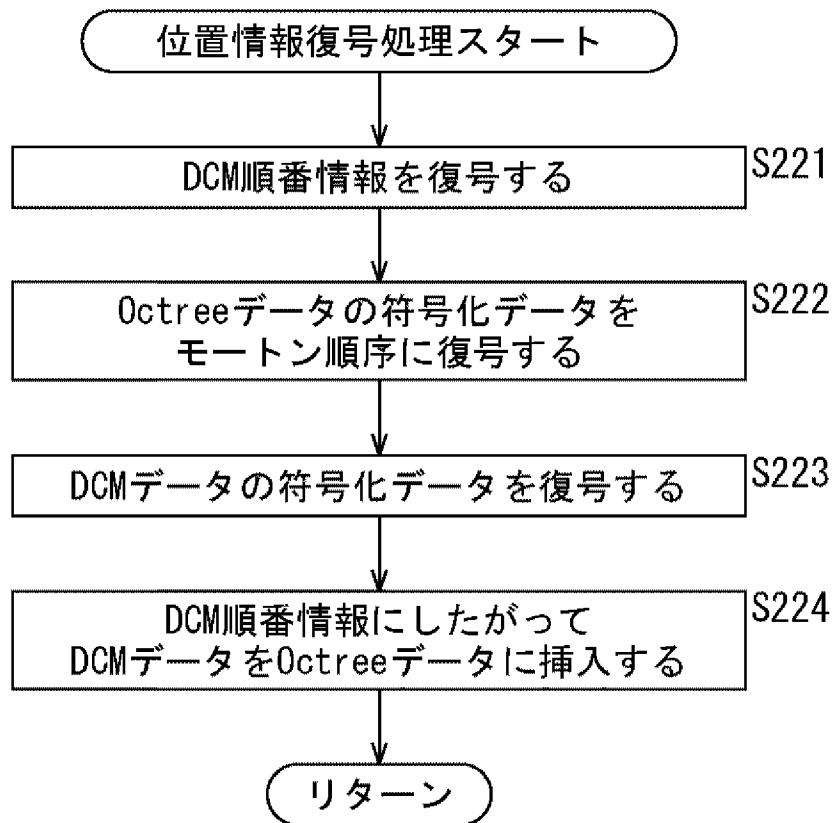 位置情報復号処理スタート
DCM順番情報を復号する
S221
Octreeデータの符号化データを
モートン順序に復号する
S222
DCMデータの符号化データを復号する
S223
DCM順番情報にしたがって
DCMデータをOctreeデータに挿入する
S224
リターン